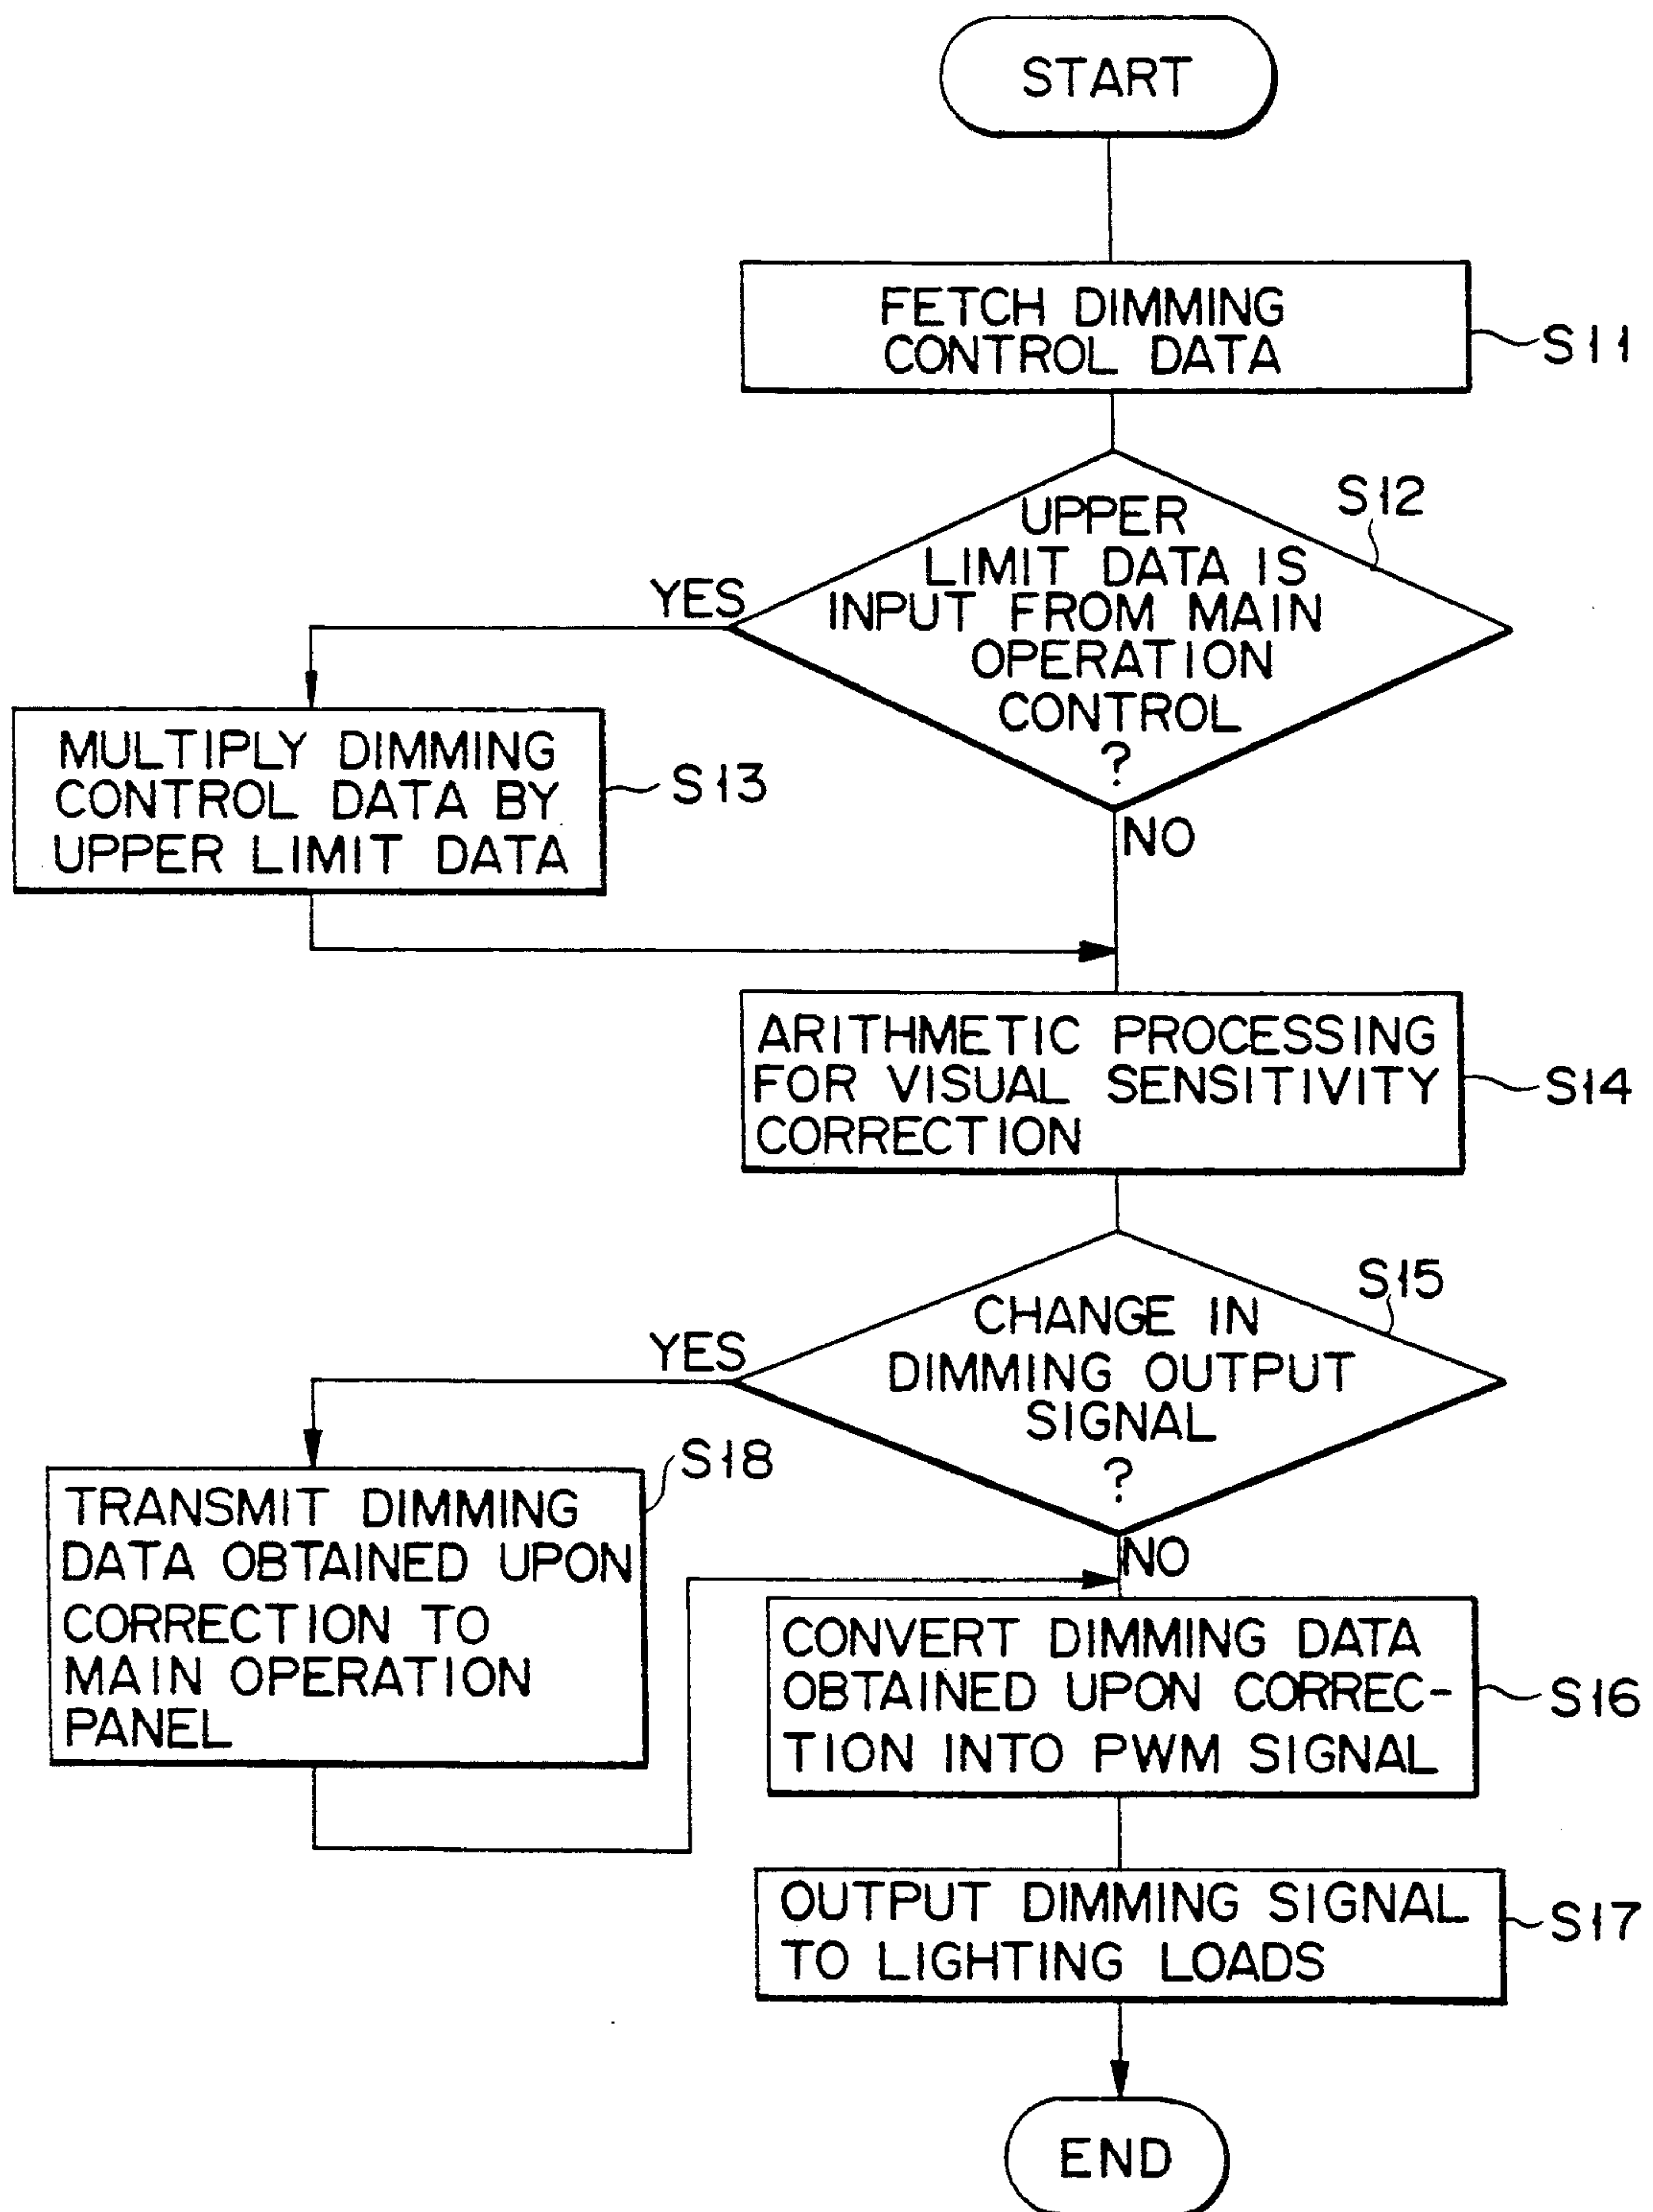 START
FETCH DIMMING
CONTROL DATA
S11
S12
UPPER
LIMIT DATA IS
INPUT FROM MAIN
OPERATION
CONTROL
?
YES
NO
MULTIPLY DIMMING
CONTROL DATA BY
UPPER LIMIT DATA
S13
ARITHMETIC PROCESSING
FOR VISUAL SENSITIVITY
CORRECTION
S14
S15
CHANGE IN
DIMMING OUTPUT
SIGNAL
?
YES
NO
S18
TRANSMIT DIMMING
DATA OBTAINED UPON
CORRECTION TO
MAIN OPERATION
PANEL
CONVERT DIMMING DATA
OBTAINED UPON CORREC-
TION INTO PWM SIGNAL
S16
OUTPUT DIMMING SIGNAL
TO LIGHTING LOADS
S17
END